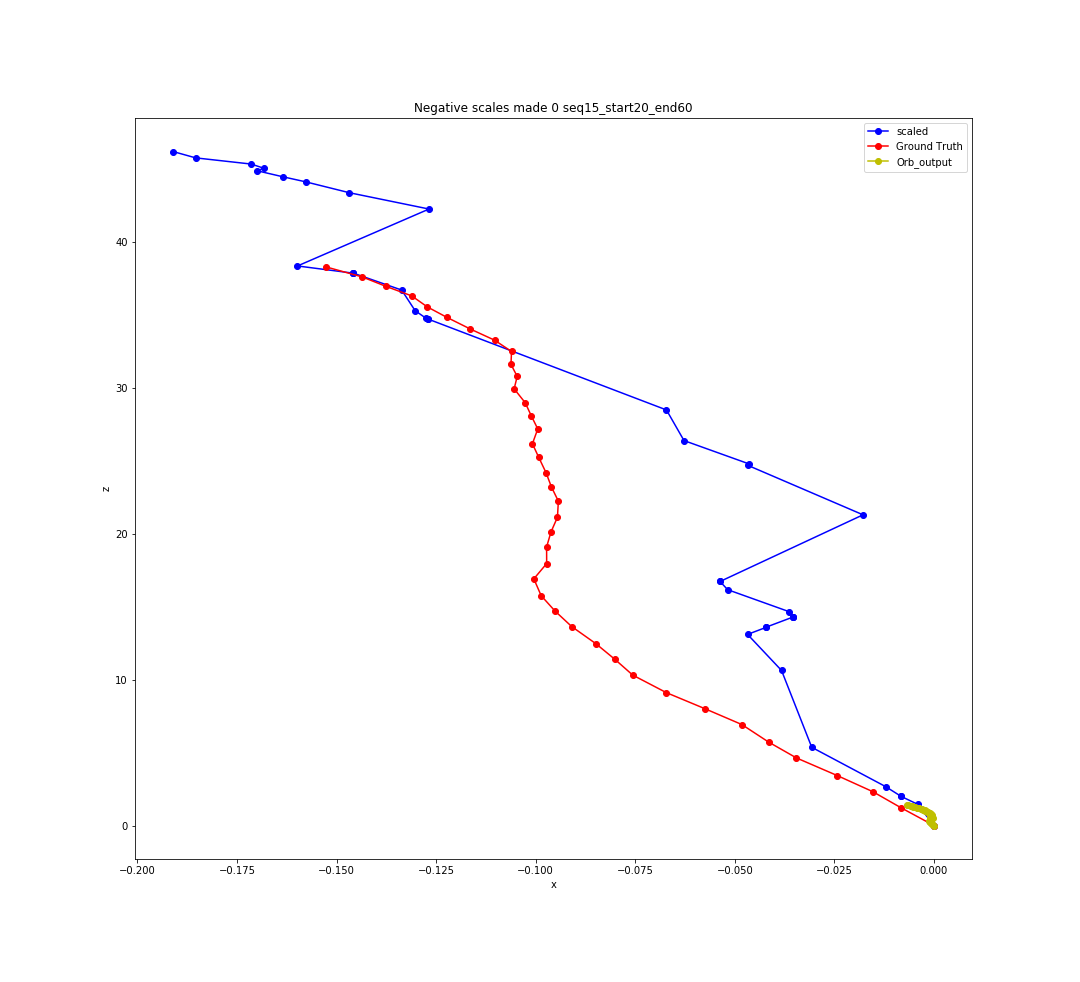 Negative scales made 0 seq15_start20_end60
scaled
Ground Truth
Orb_output
z
40
30
20
10
0
−0.200 −0.175 −0.150 −0.125 −0.100 −0.075 −0.050 −0.025 0.000
x